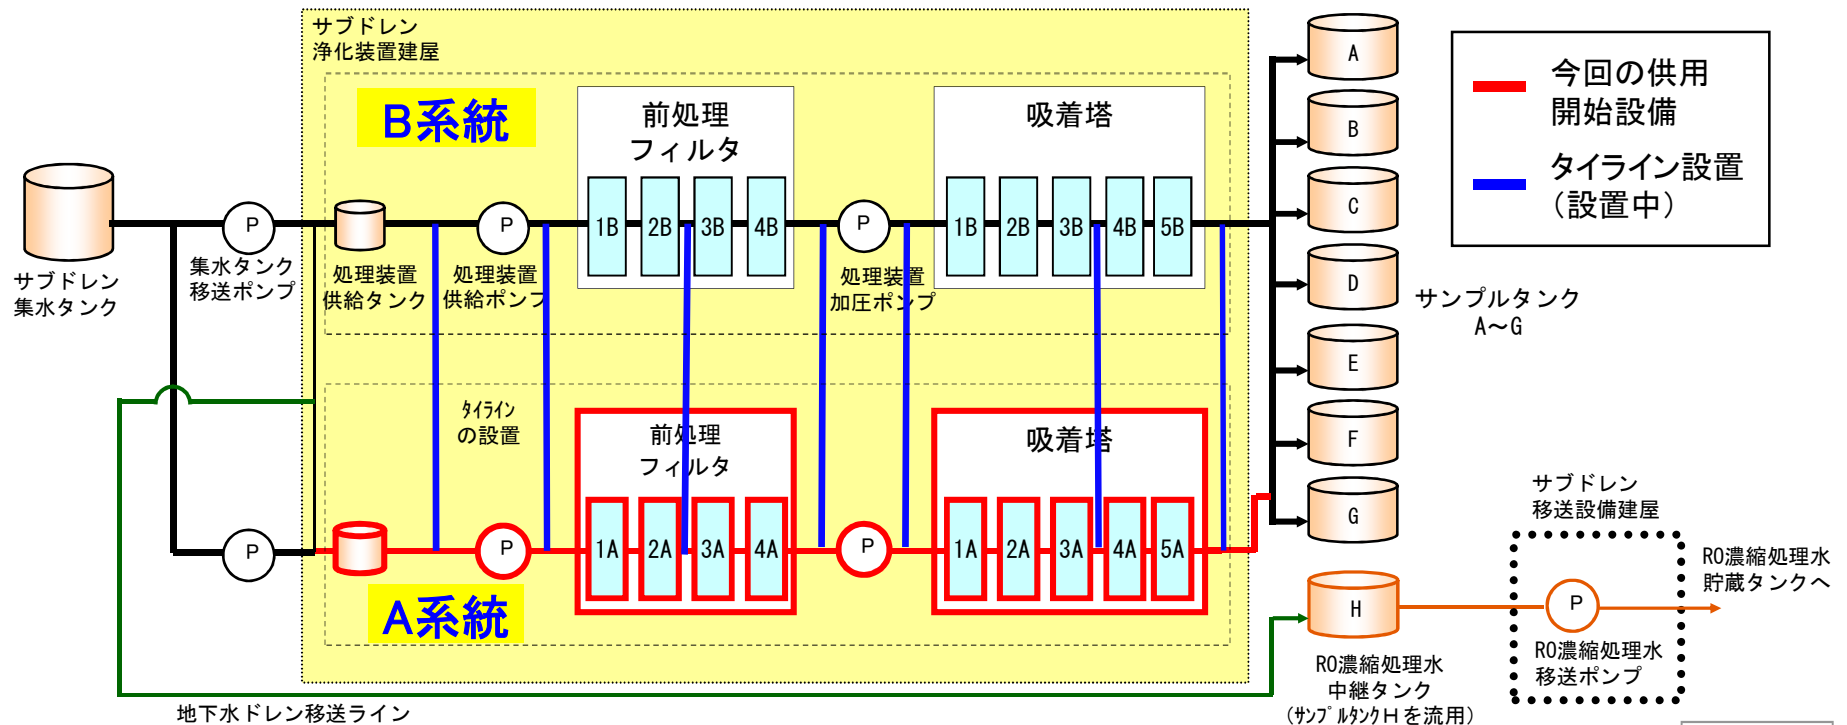 サブドレン
浄化装置建屋
B系統
前処理
フィルタ
吸着塔
1B
2B
3B
4B
1B
2B
3B
4B
5B
P
P
P
サブドレン
集水タンク
集水タンク
移送ポンプ
処理装置
供給タンク
処理装置
供給ポンプ
処理装置
加圧ポンプ
タイライン
の設置
前処理
フィルタ
吸着塔
P
P
P
1A
2A
3A
4A
1A
2A
3A
4A
5A
A系統
地下水ドレン移送ライン
A
B
C
D
E
F
G
サンプルタンク
A～G
今回の供用
開始設備
タイライン設置
（設置中）
サブドレン
移送設備建屋
H
P
RO濃縮処理水
貯蔵タンクへ
RO濃縮処理水
移送ポンプ
RO濃縮処理水
中継タンク
（サンプルタンクHを流用）